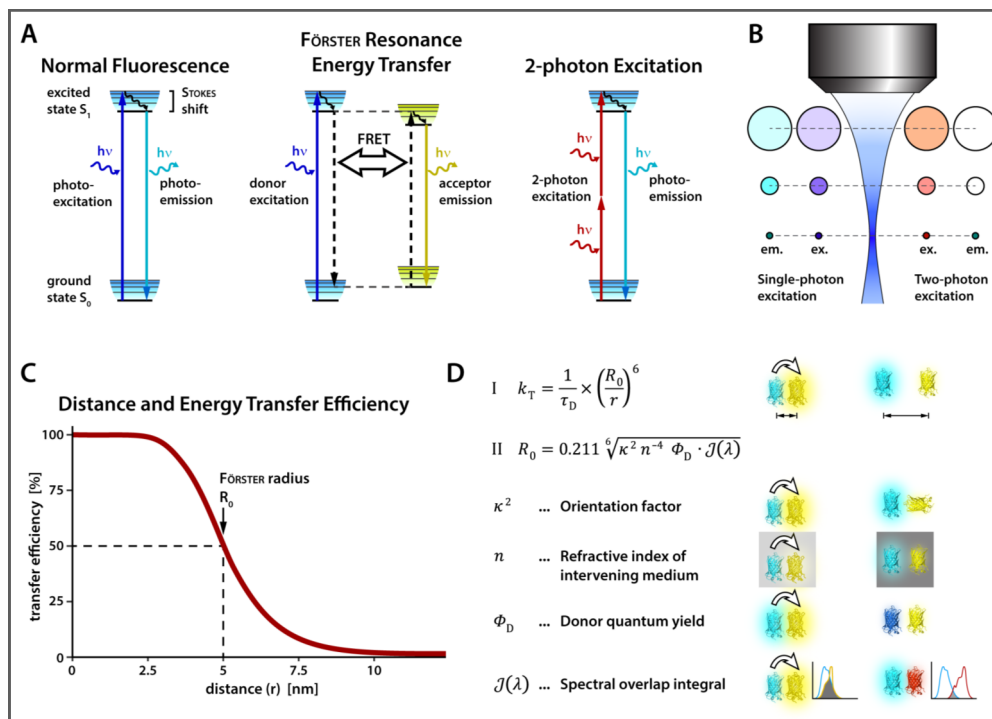 A
Normal Fluorescence
excited
state S₁
STOKES
shift
hν
hν
photo-
excitation
photo-
emission
ground
state S₀
FÖRSTER Resonance
Energy Transfer
FRET
hν
hν
donor
excitation
acceptor
emission
2-photon Excitation
hν
2-photon
excitation
hν
photo-
emission
hν
B
em.
ex.
ex.
em.
Single-photon
excitation
Two-photon
excitation
C
Distance and Energy Transfer Efficiency
transfer efficiency [%]
100
75
50
25
0
FÖRSTER radius
R₀
0
2.5
5
7.5
10
distance (r) [nm]
D
I k_T = 1/τ_D × (R₀/r)⁶
II R₀ = 0.211 ⁶√(κ² n⁻⁴ Φ_D · 𝒥(λ))
κ² ... Orientation factor
n ... Refractive index of
intervening medium
Φ_D ... Donor quantum yield
𝒥(λ) ... Spectral overlap integral